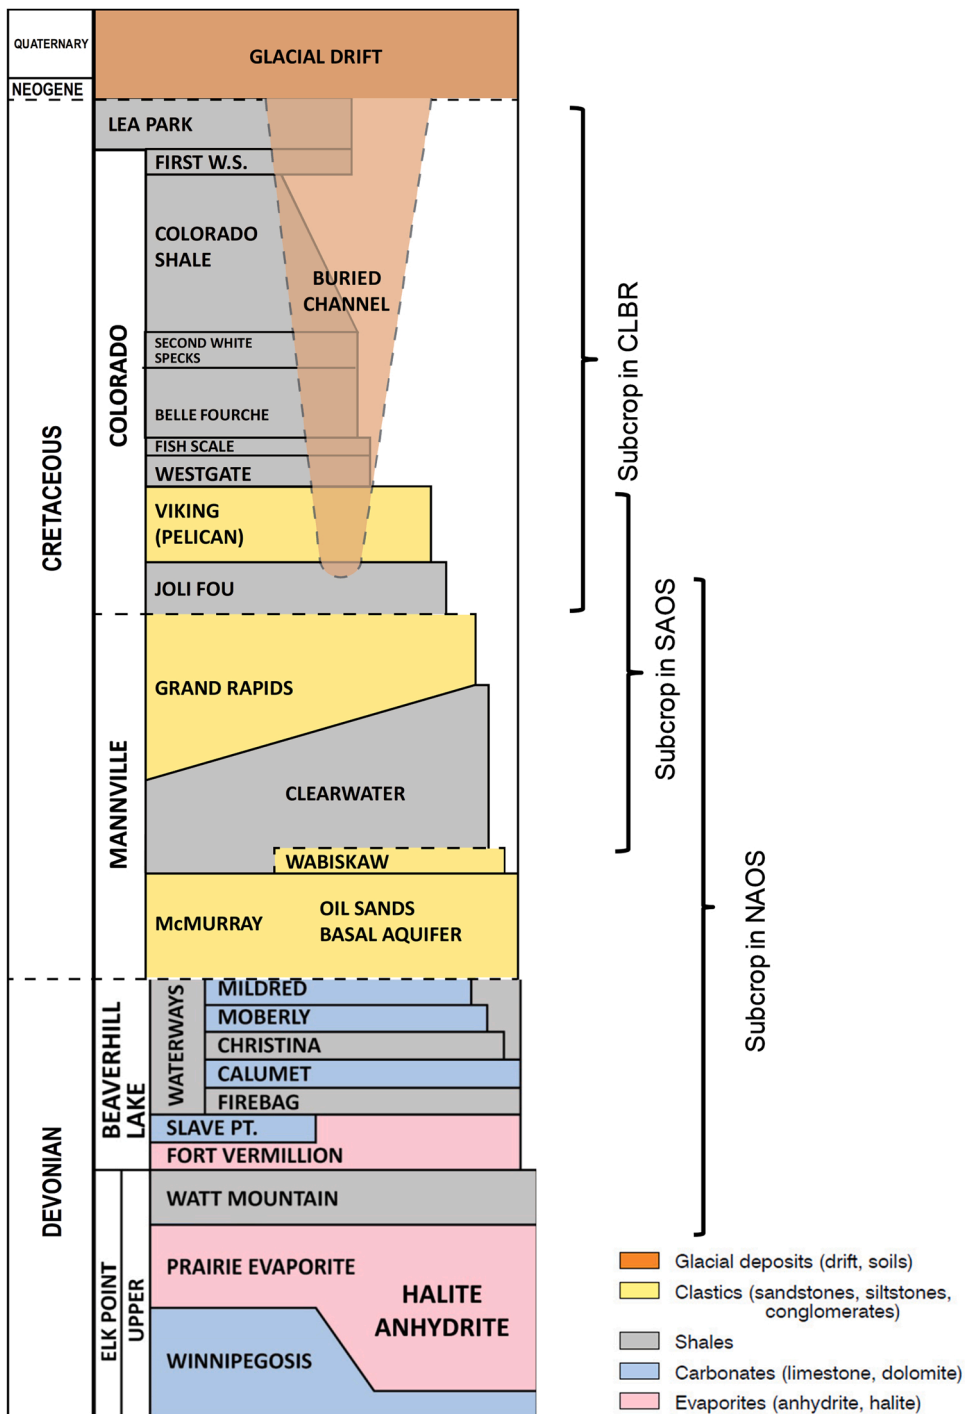 QUATERNARY
GLACIAL DRIFT
NEOGENE
CRETACEOUS
LEA PARK
COLORADO
FIRST W.S.
COLORADO
SHALE
BURIED
CHANNEL
SECOND WHITE
SPECKS
BELLE FOURCHE
FISH SCALE
WESTGATE
VIKING
(PELICAN)
JOLI FOU
MANNVILLE
GRAND RAPIDS
CLEARWATER
WABISKAW
McMURRAY
OIL SANDS
BASAL AQUIFER
DEVONIAN
BEAVERHILL
LAKE
WATERWAYS
MILDRED
MOBERLY
CHRISTINA
CALUMET
FIREBAG
SLAVE PT.
FORT VERMILLION
ELK POINT
UPPER
WATT MOUNTAIN
PRAIRIE EVAPORITE
HALITE
ANHYDRITE
WINNIPEGOSIS
Subcrop in CLBR
Subcrop in SAOS
Subcrop in NAOS
Glacial deposits (drift, soils)
Clastics (sandstones, siltstones,
conglomerates)
Shales
Carbonates (limestone, dolomite)
Evaporites (anhydrite, halite)